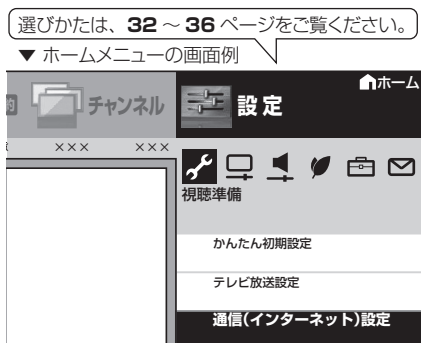 選びかたは、32 ～ 36 ページをご覧ください。
▼ ホームメニューの画面例
ホーム
チャンネル
設定
××× ×××
視聴準備
かんたん初期設定
テレビ放送設定
通信(インターネット)設定